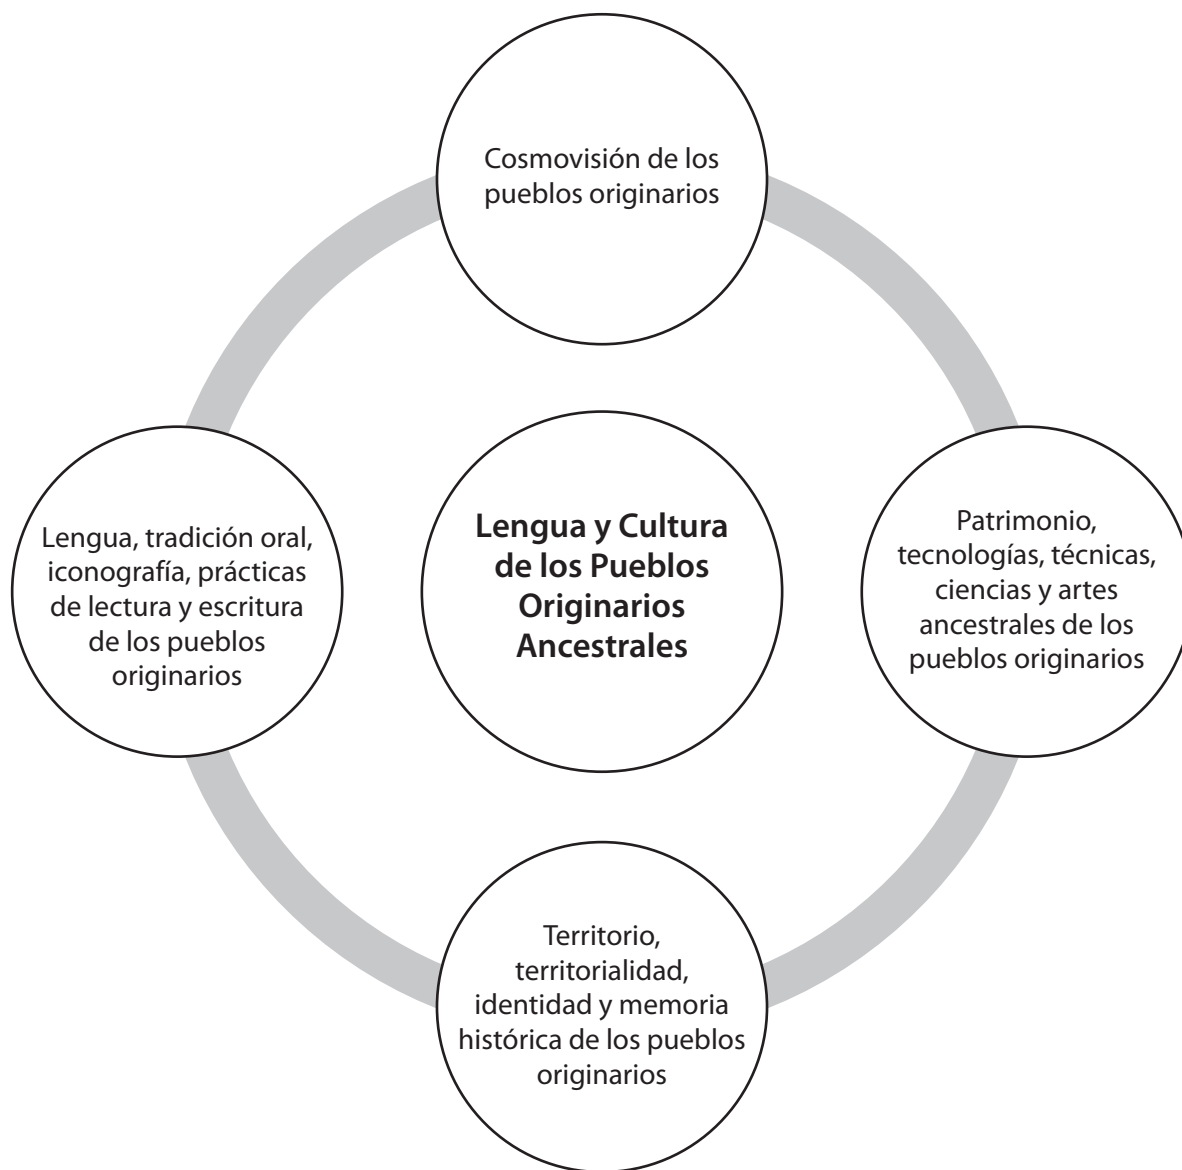 Cosmovisión de los
pueblos originarios
Lengua, tradición oral,
iconografía, prácticas
de lectura y escritura
de los pueblos
originarios
Lengua y Cultura
de los Pueblos
Originarios
Ancestrales
Patrimonio,
tecnologías, técnicas,
ciencias y artes
ancestrales de los
pueblos originarios
Territorio,
territorialidad,
identidad y memoria
histórica de los pueblos
originarios